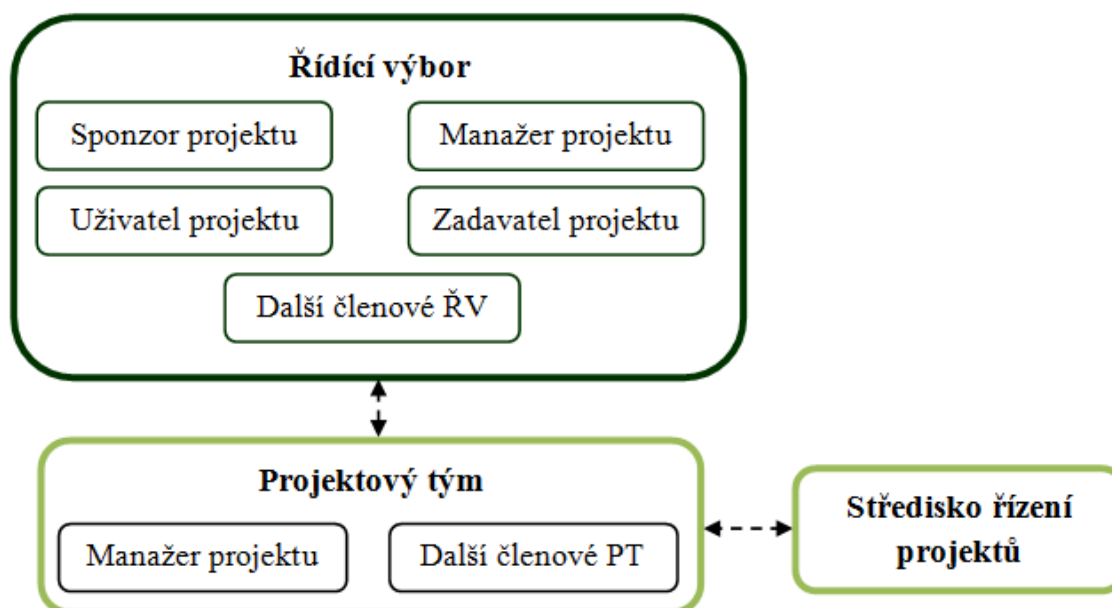 Řídící výbor
Sponzor projektu
Manažer projektu
Uživatel projektu
Zadavatel projektu
Další členové ŘV
Projektový tým
Manažer projektu
Další členové PT
Středisko řízení
projektů